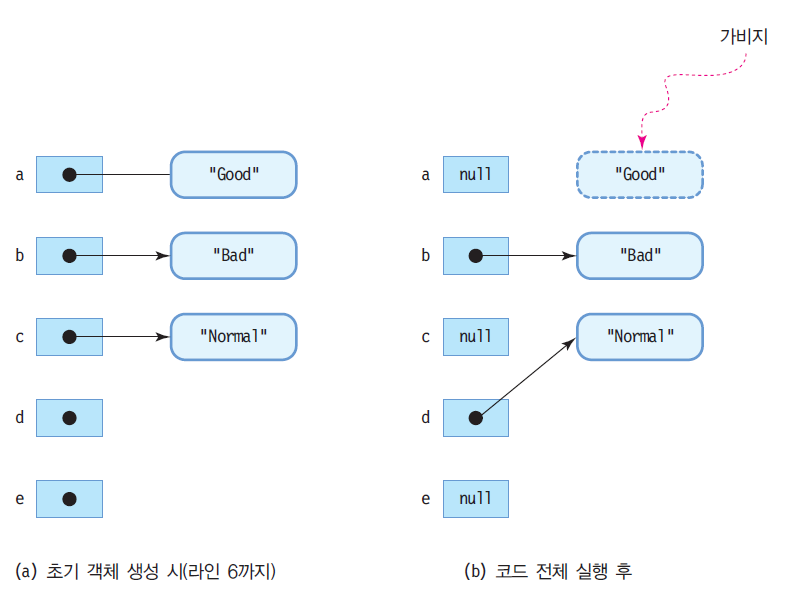 가비지
a "Good"
b "Bad"
c "Normal"
d
e
(a) 초기 객체 생성 시(라인 6까지)
a null "Good"
b "Bad"
c null "Normal"
d
e null
(b) 코드 전체 실행 후